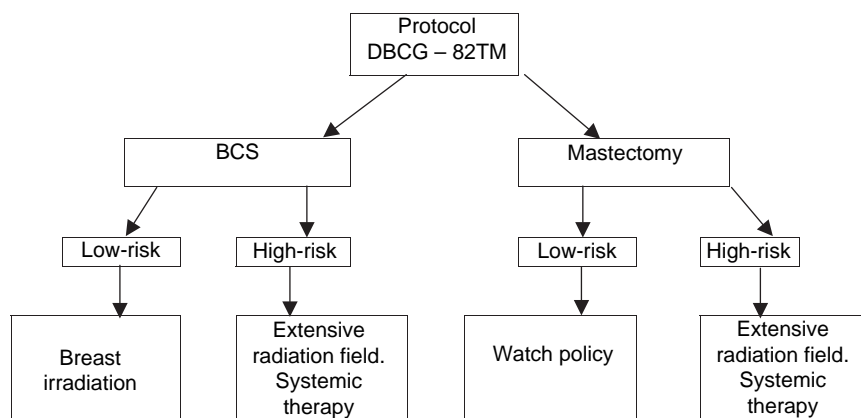 Protocol
DBCG – 82TM
BCS
Mastectomy
Low-risk
High-risk
Low-risk
High-risk
Breast
irradiation
Extensive
radiation field.
Systemic
therapy
Watch policy
Extensive
radiation field.
Systemic
therapy